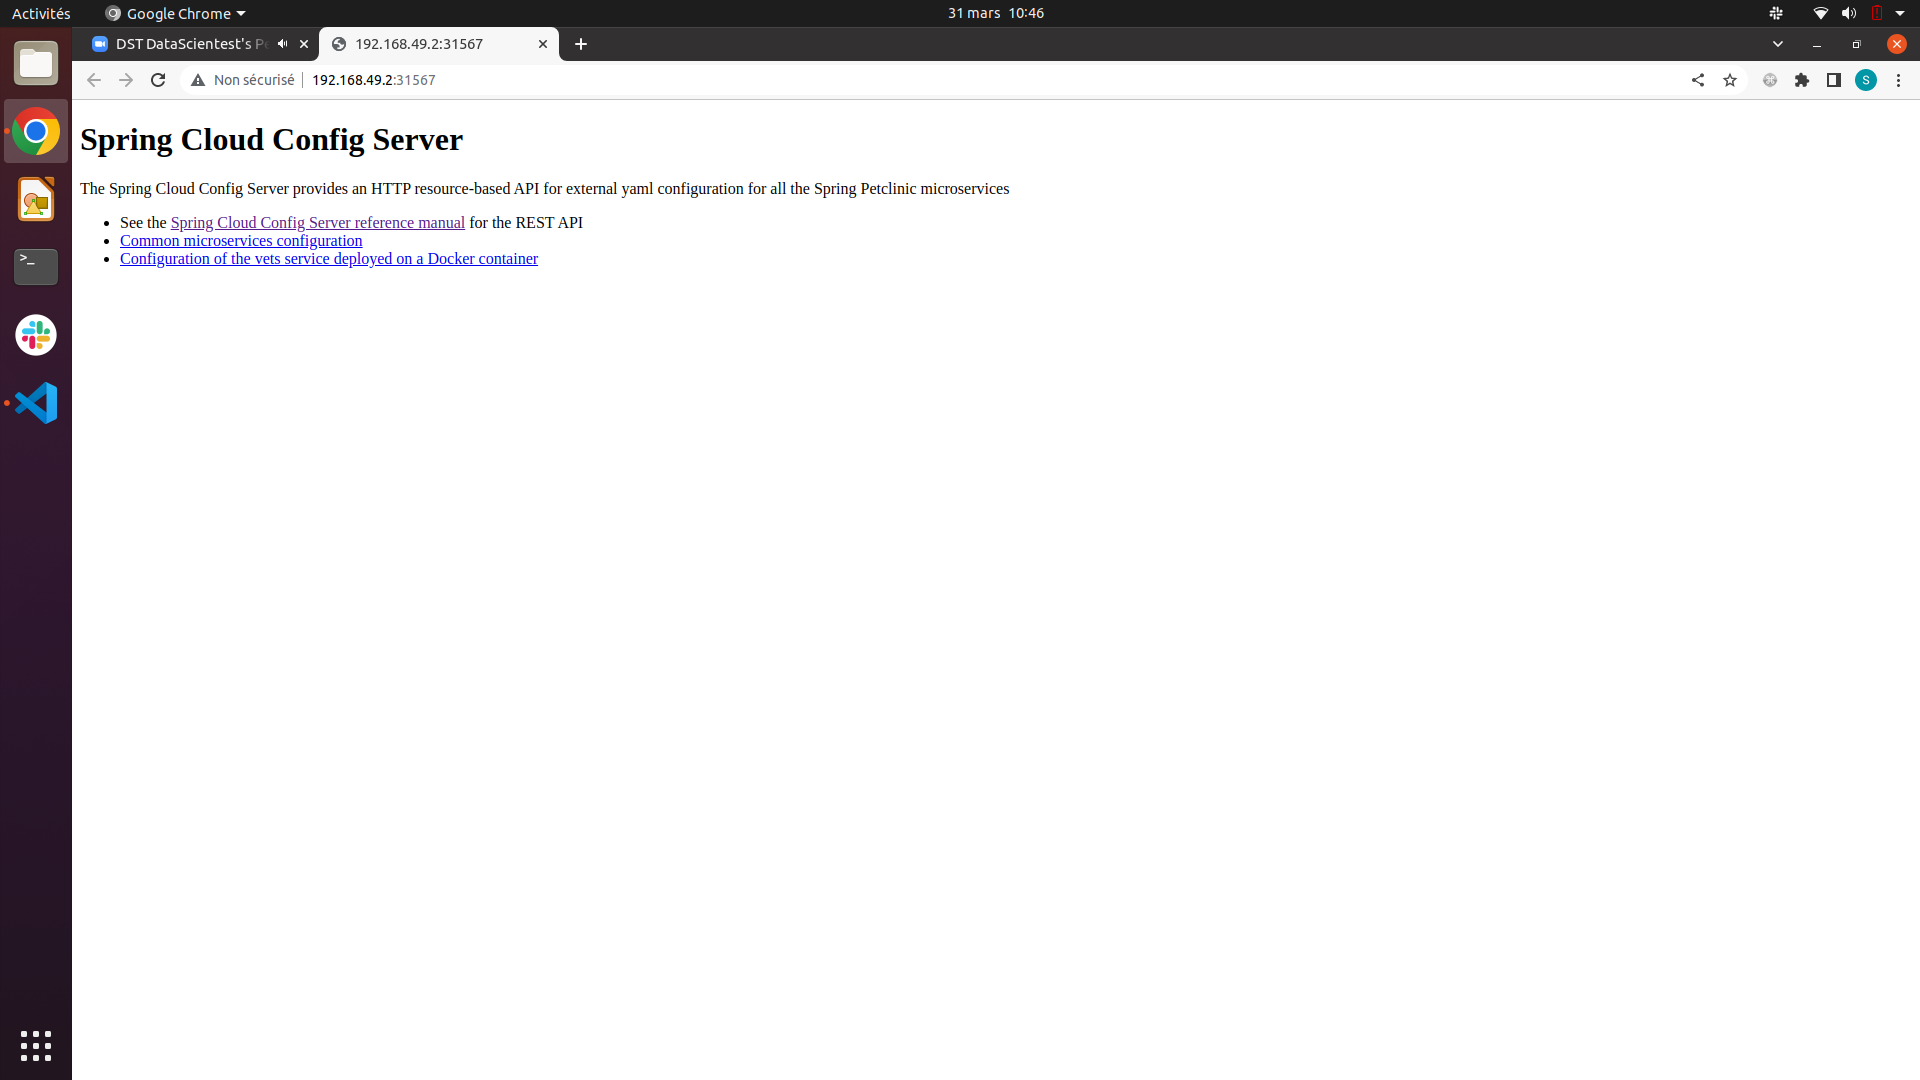 Activités
Google Chrome
31 mars 10:46
DST DataScientest's Pe
192.168.49.2:31567
Non sécurisé
192.168.49.2:31567
S
Spring Cloud Config Server
The Spring Cloud Config Server provides an HTTP resource-based API for external yaml configuration for all the Spring Petclinic microservices
See the Spring Cloud Config Server reference manual for the REST API
Common microservices configuration
Configuration of the vets service deployed on a Docker container
>_